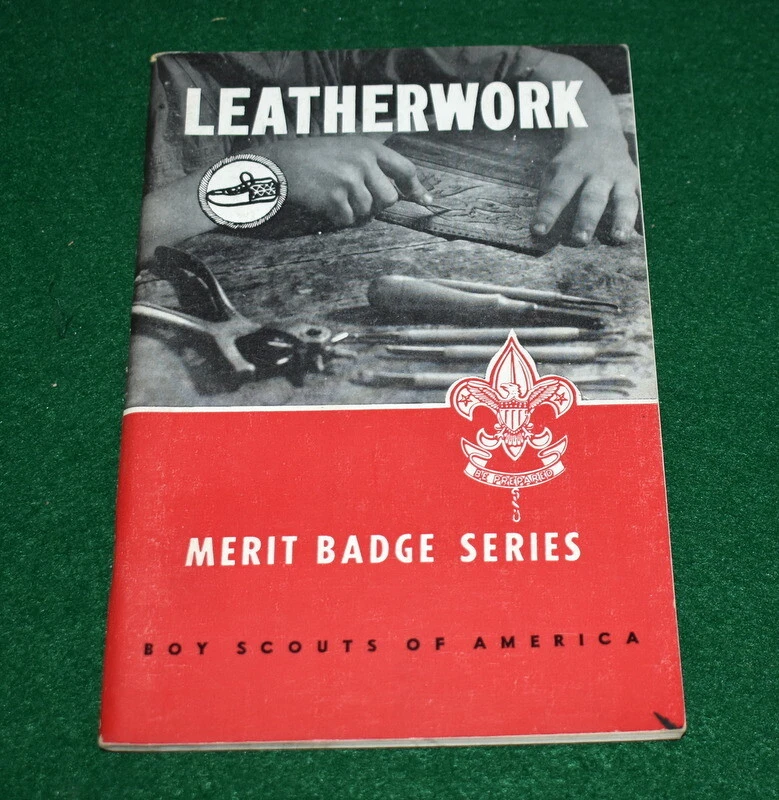 LEATHERWORK
BE PREPARED
MERIT BADGE SERIES
BOY SCOUTS OF AMERICA